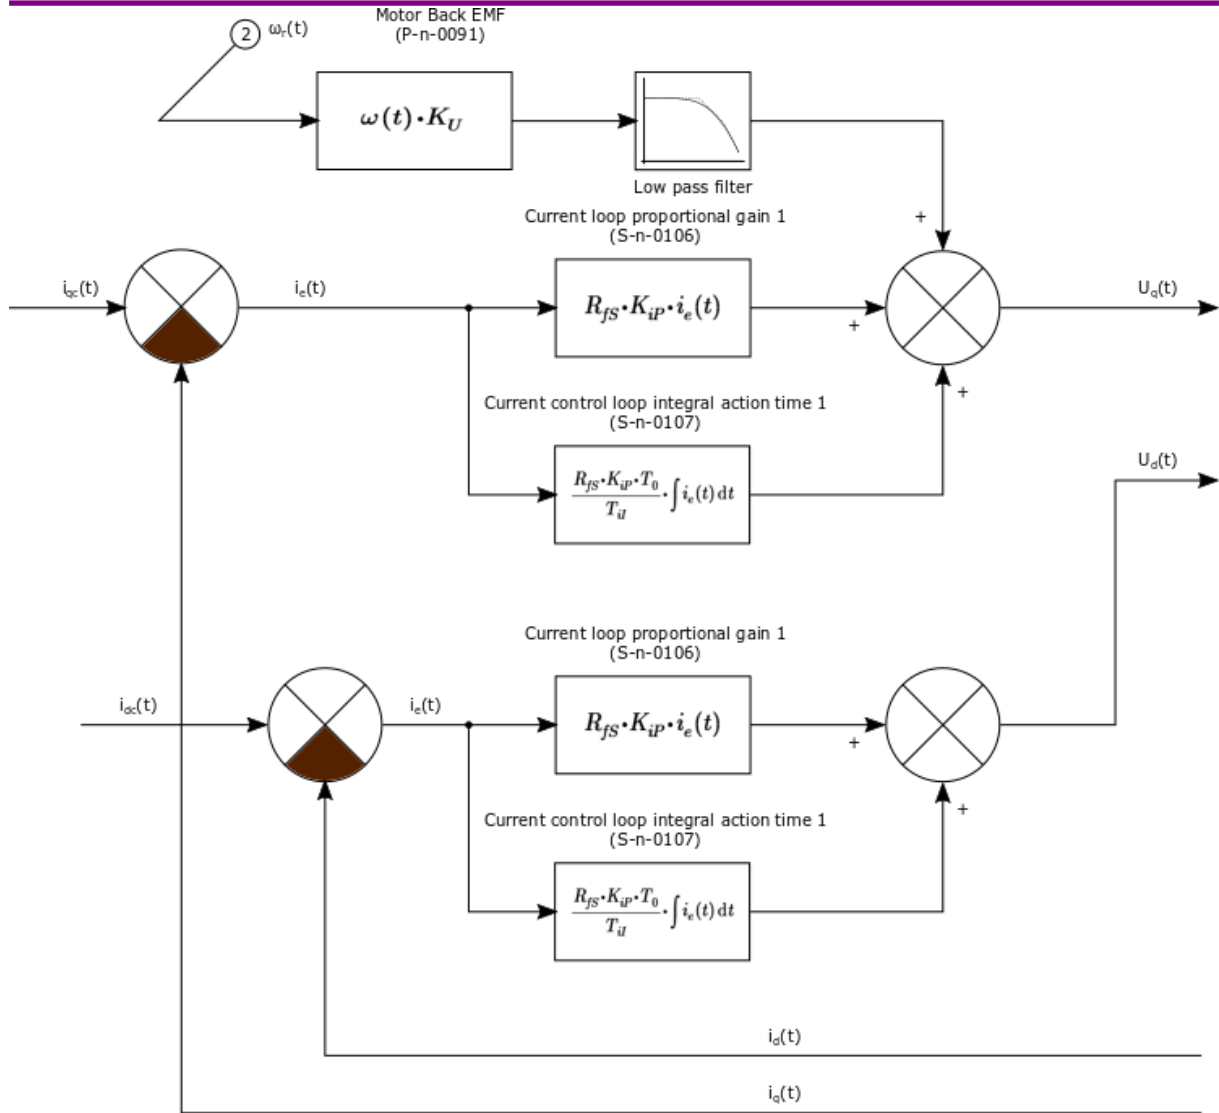 Motor Back EMF
(P-n-0091)
2 ωᵣ(t)
ω(t)·K_U
Low pass filter
Current loop proportional gain 1
(S-n-0106)
+
i_qc(t)
i_e(t)
R_fS·K_iP·i_e(t)
+
U_q(t)
Current control loop integral action time 1
(S-n-0107)
+
R_fS·K_iP·T_0
T_iI
·∫i_e(t)dt
U_d(t)
Current loop proportional gain 1
(S-n-0106)
i_dc(t)
i_e(t)
R_fS·K_iP·i_e(t)
+
Current control loop integral action time 1
(S-n-0107)
+
R_fS·K_iP·T_0
T_iI
·∫i_e(t)dt
i_d(t)
i_q(t)